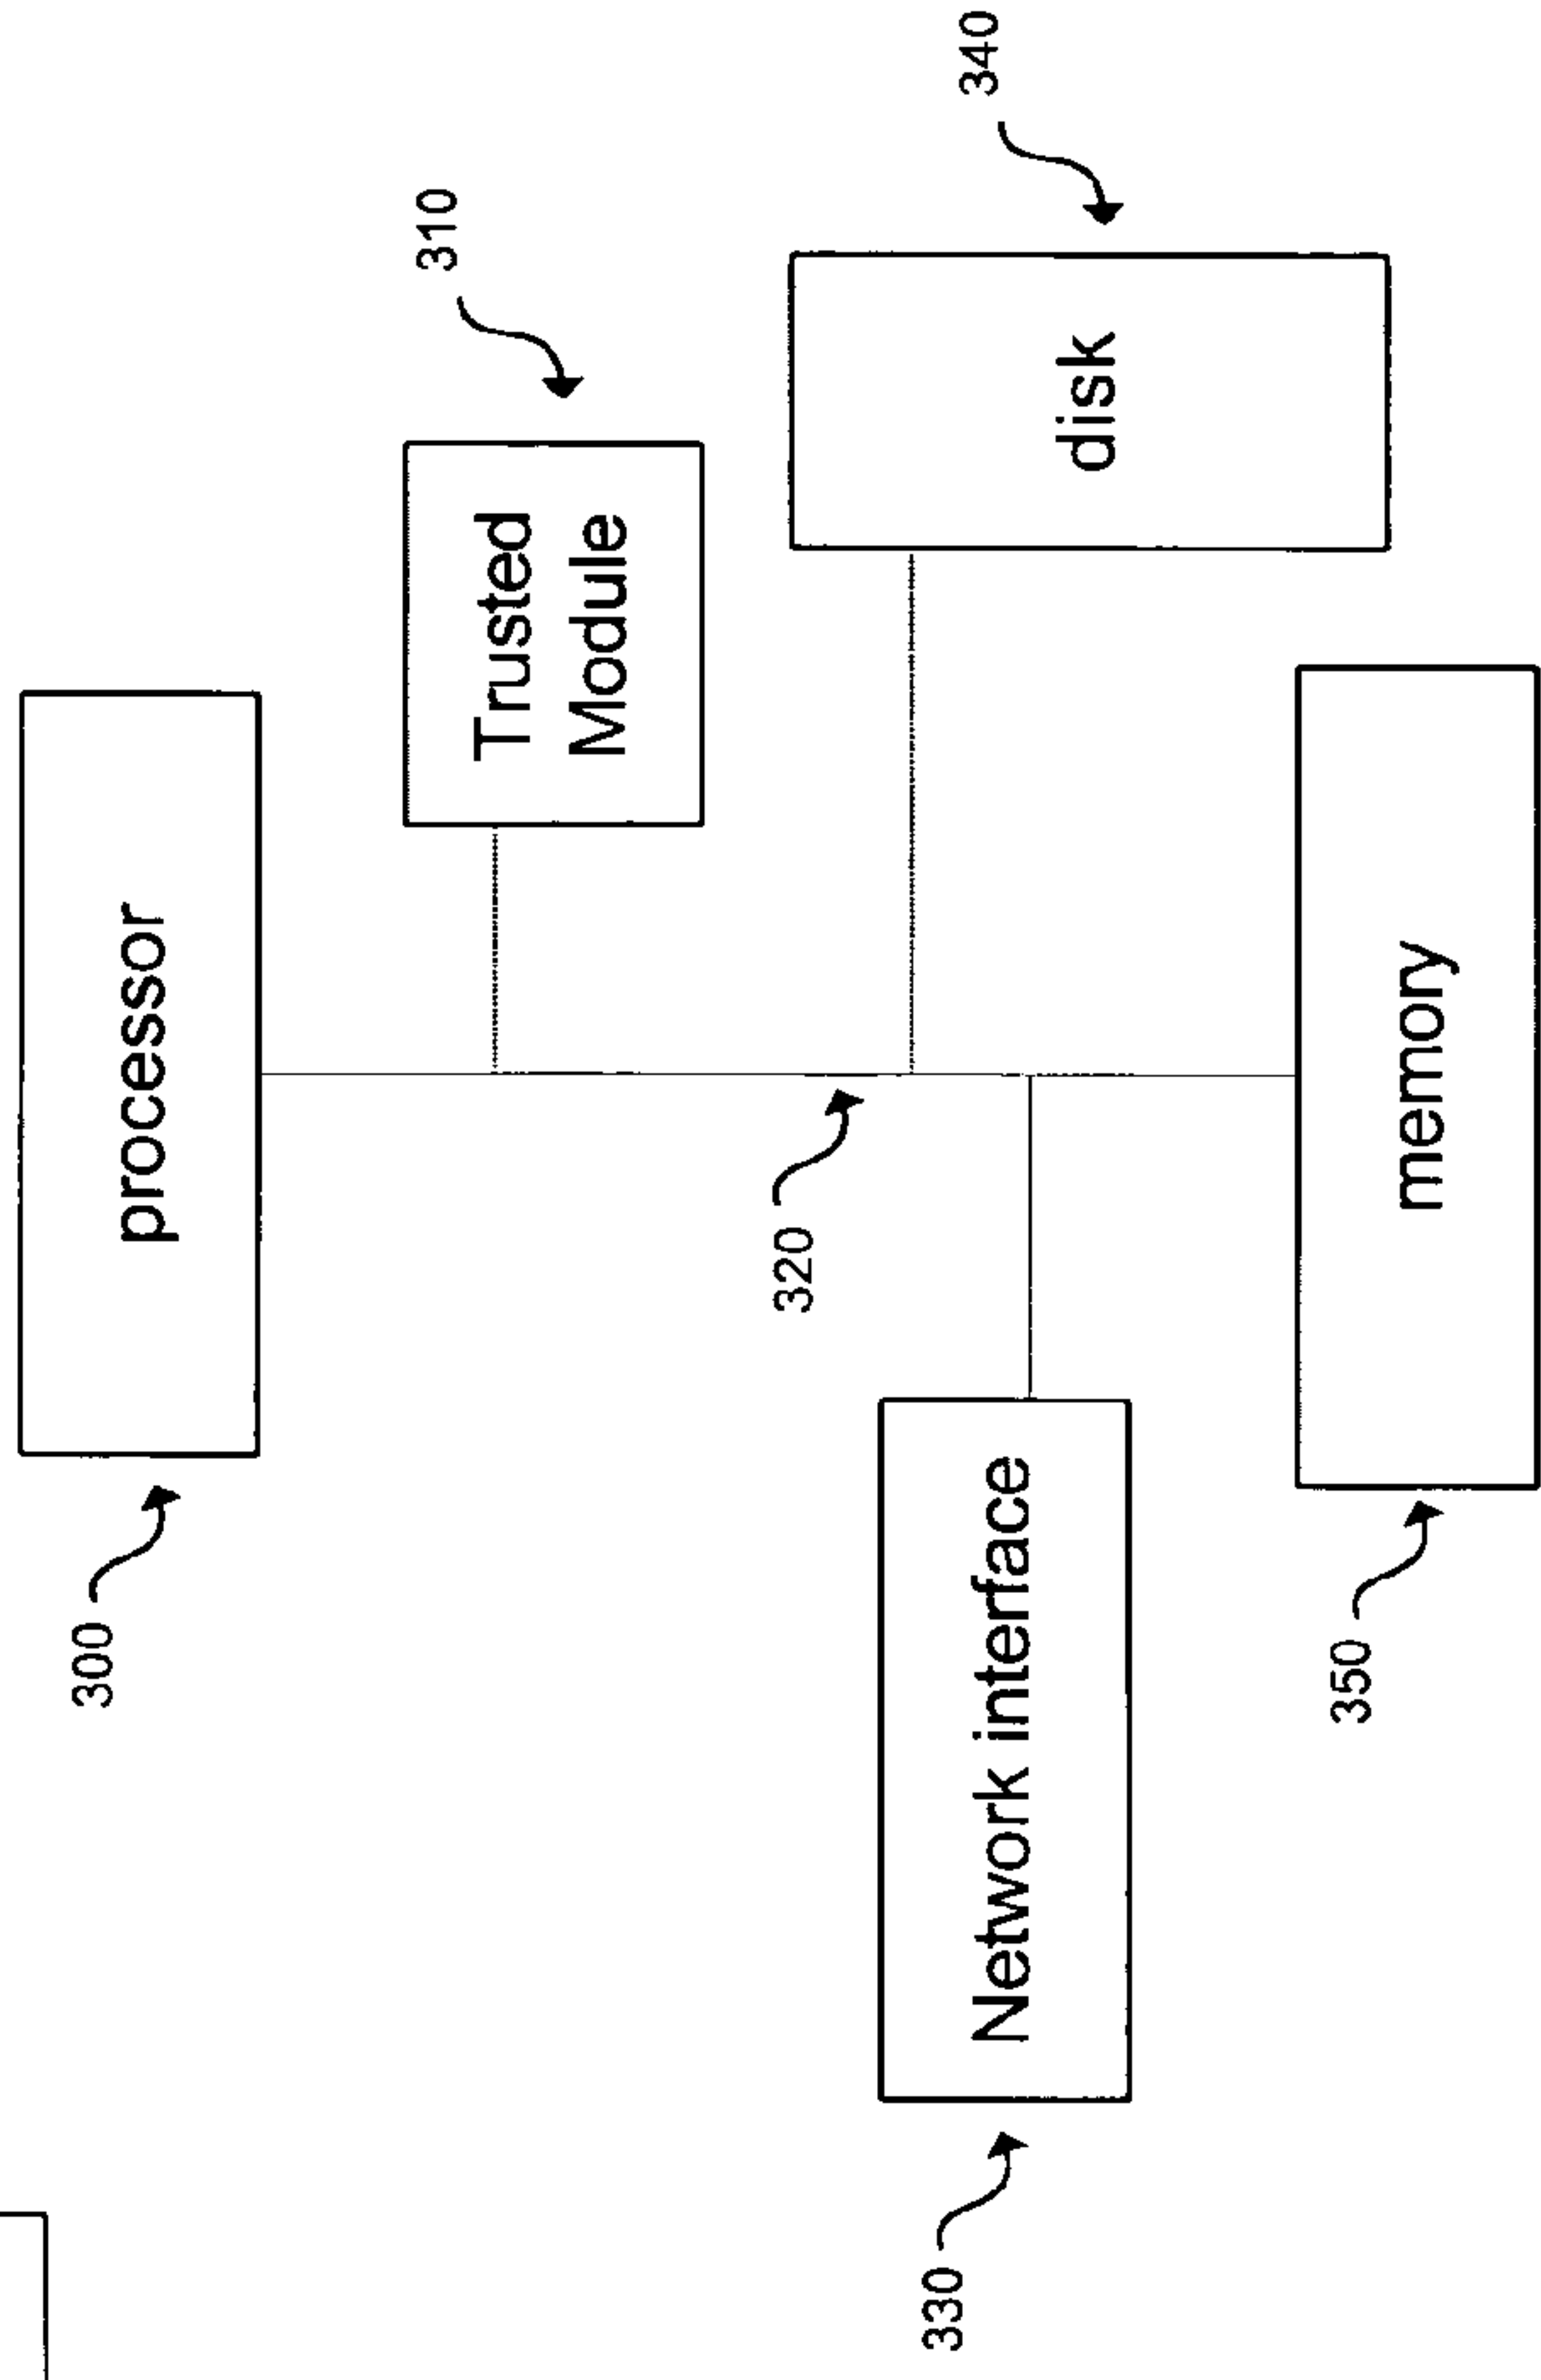 300
processor
310
Trusted
Module
320
330
Network interface
340
disk
350
memory